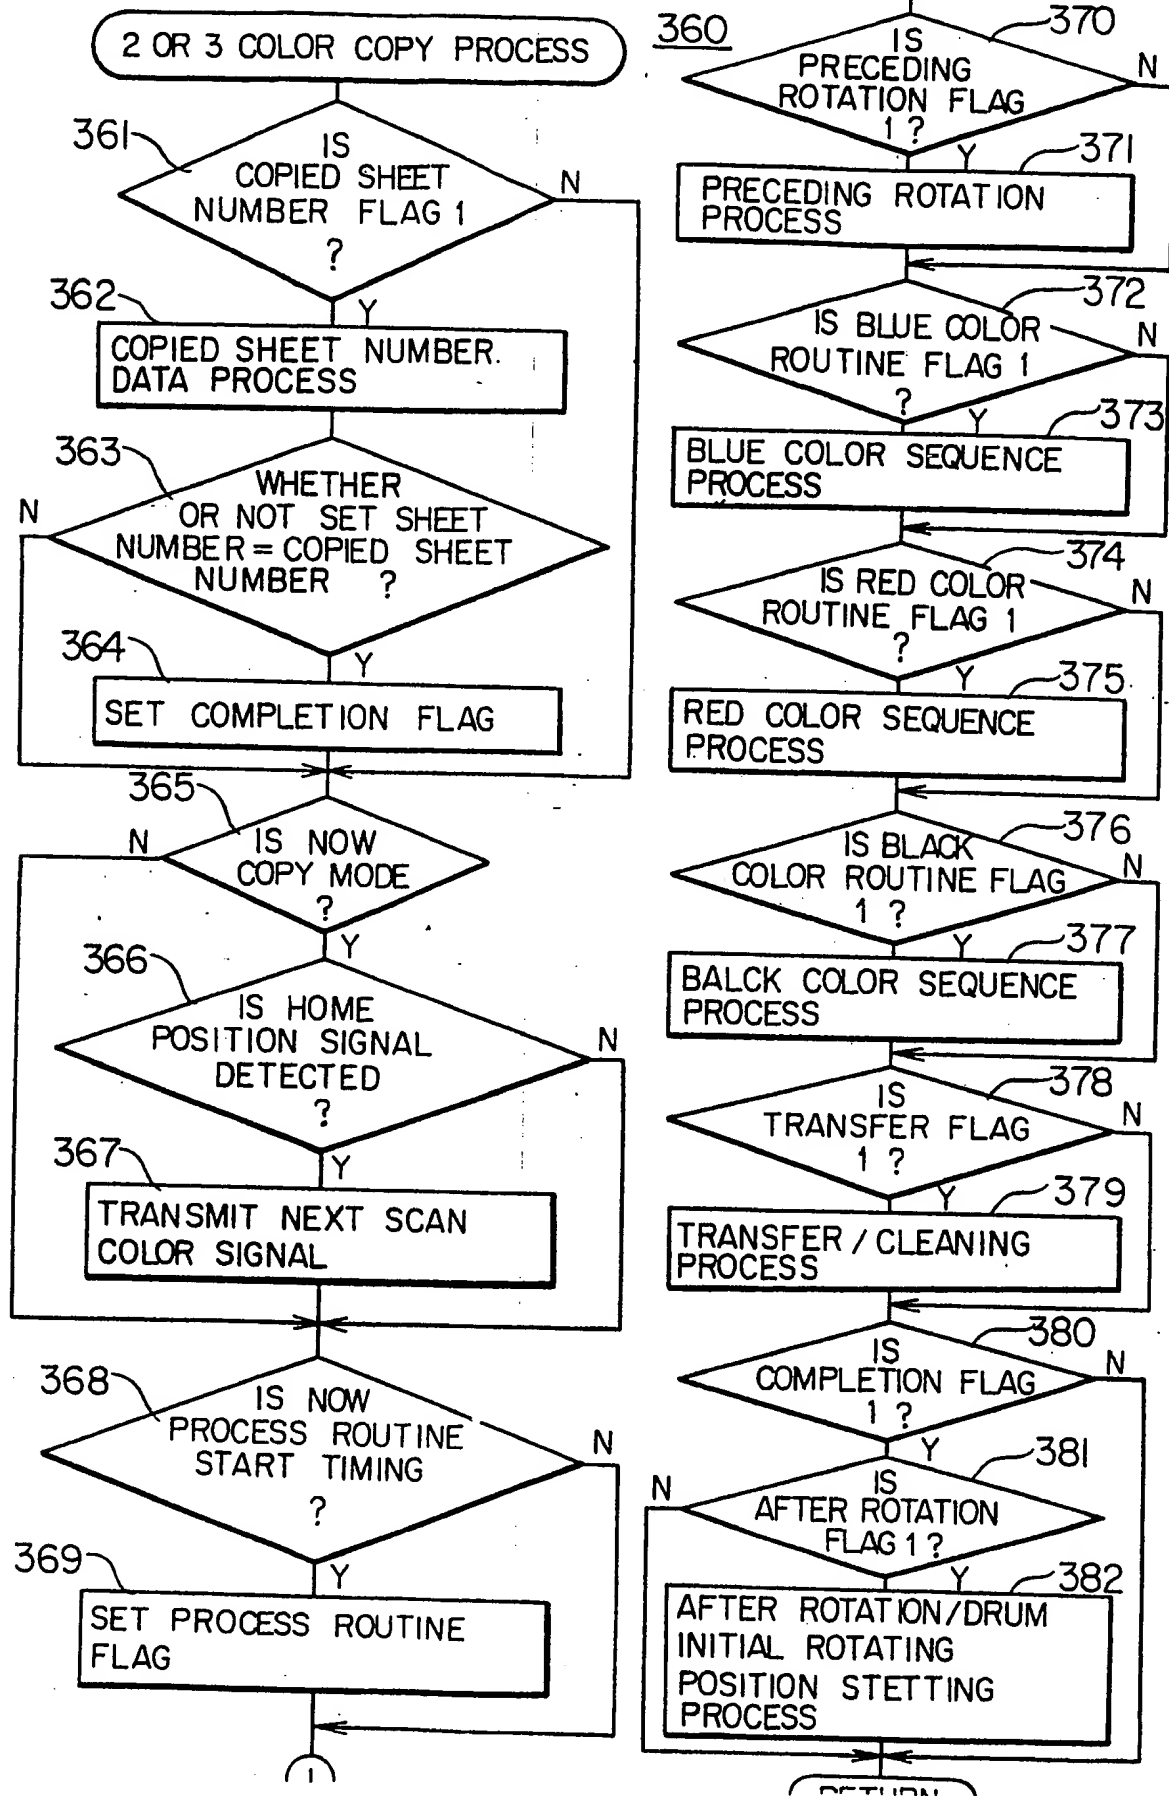 2 OR 3 COLOR COPY PROCESS
361
IS
COPIED SHEET
NUMBER FLAG 1
?
N
Y
362
COPIED SHEET NUMBER.
DATA PROCESS
363
WHETHER
OR NOT SET SHEET
NUMBER = COPIED SHEET
NUMBER ?
N
Y
364
SET COMPLETION FLAG
365
IS NOW
COPY MODE
?
N
Y
366
IS HOME
POSITION SIGNAL
DETECTED
?
N
Y
367
TRANSMIT NEXT SCAN
COLOR SIGNAL
368
IS NOW
PROCESS ROUTINE
START TIMING
?
N
Y
369
SET PROCESS ROUTINE
FLAG
1
360
370
IS
PRECEDING
ROTATION FLAG
1 ?
N
Y
371
PRECEDING ROTATION
PROCESS
372
IS BLUE COLOR
ROUTINE FLAG 1
?
N
Y
373
BLUE COLOR SEQUENCE
PROCESS
374
IS RED COLOR
ROUTINE FLAG 1
?
N
Y
375
RED COLOR SEQUENCE
PROCESS
376
IS BLACK
COLOR ROUTINE FLAG
1 ?
N
Y
377
BALCK COLOR SEQUENCE
PROCESS
378
IS
TRANSFER FLAG
1 ?
N
Y
379
TRANSFER / CLEANING
PROCESS
380
IS
COMPLETION FLAG
1 ?
N
Y
381
IS
AFTER ROTATION
FLAG 1 ?
N
Y
382
AFTER ROTATION/DRUM
INITIAL ROTATING
POSITION STETTING
PROCESS
RETURN